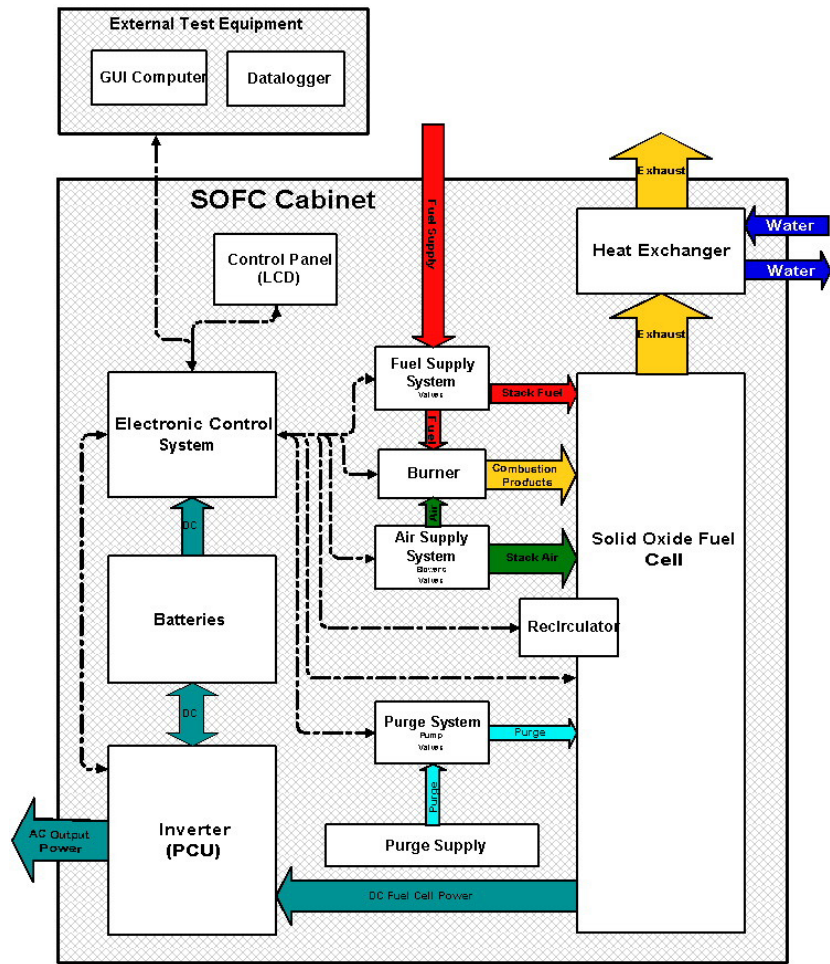 External Test Equipment
GUI Computer
Datalogger
SOFC Cabinet
Fuel Supply
Exhaust
Heat Exchanger
Water
Water
Control Panel
(LCD)
Exhaust
Fuel Supply
System
Valves
Stack Fuel
Electronic Control
System
Fuel
Burner
Combustion
Products
Air
Air Supply
System
Blowers
Valves
Stack Air
Solid Oxide Fuel
Cell
DC
Batteries
Recirculator
DC
Purge System
Pump
Valves
Purge
Purge
Inverter
(PCU)
AC Output
Power
Purge Supply
DC Fuel Cell Power